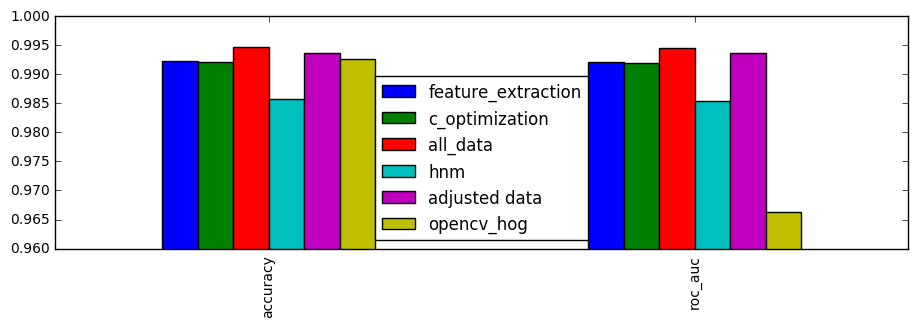 1.000
0.995
0.990
0.985
0.980
0.975
0.970
0.965
0.960
feature_extraction
c_optimization
all_data
hnm
adjusted data
opencv_hog
accuracy
roc_auc